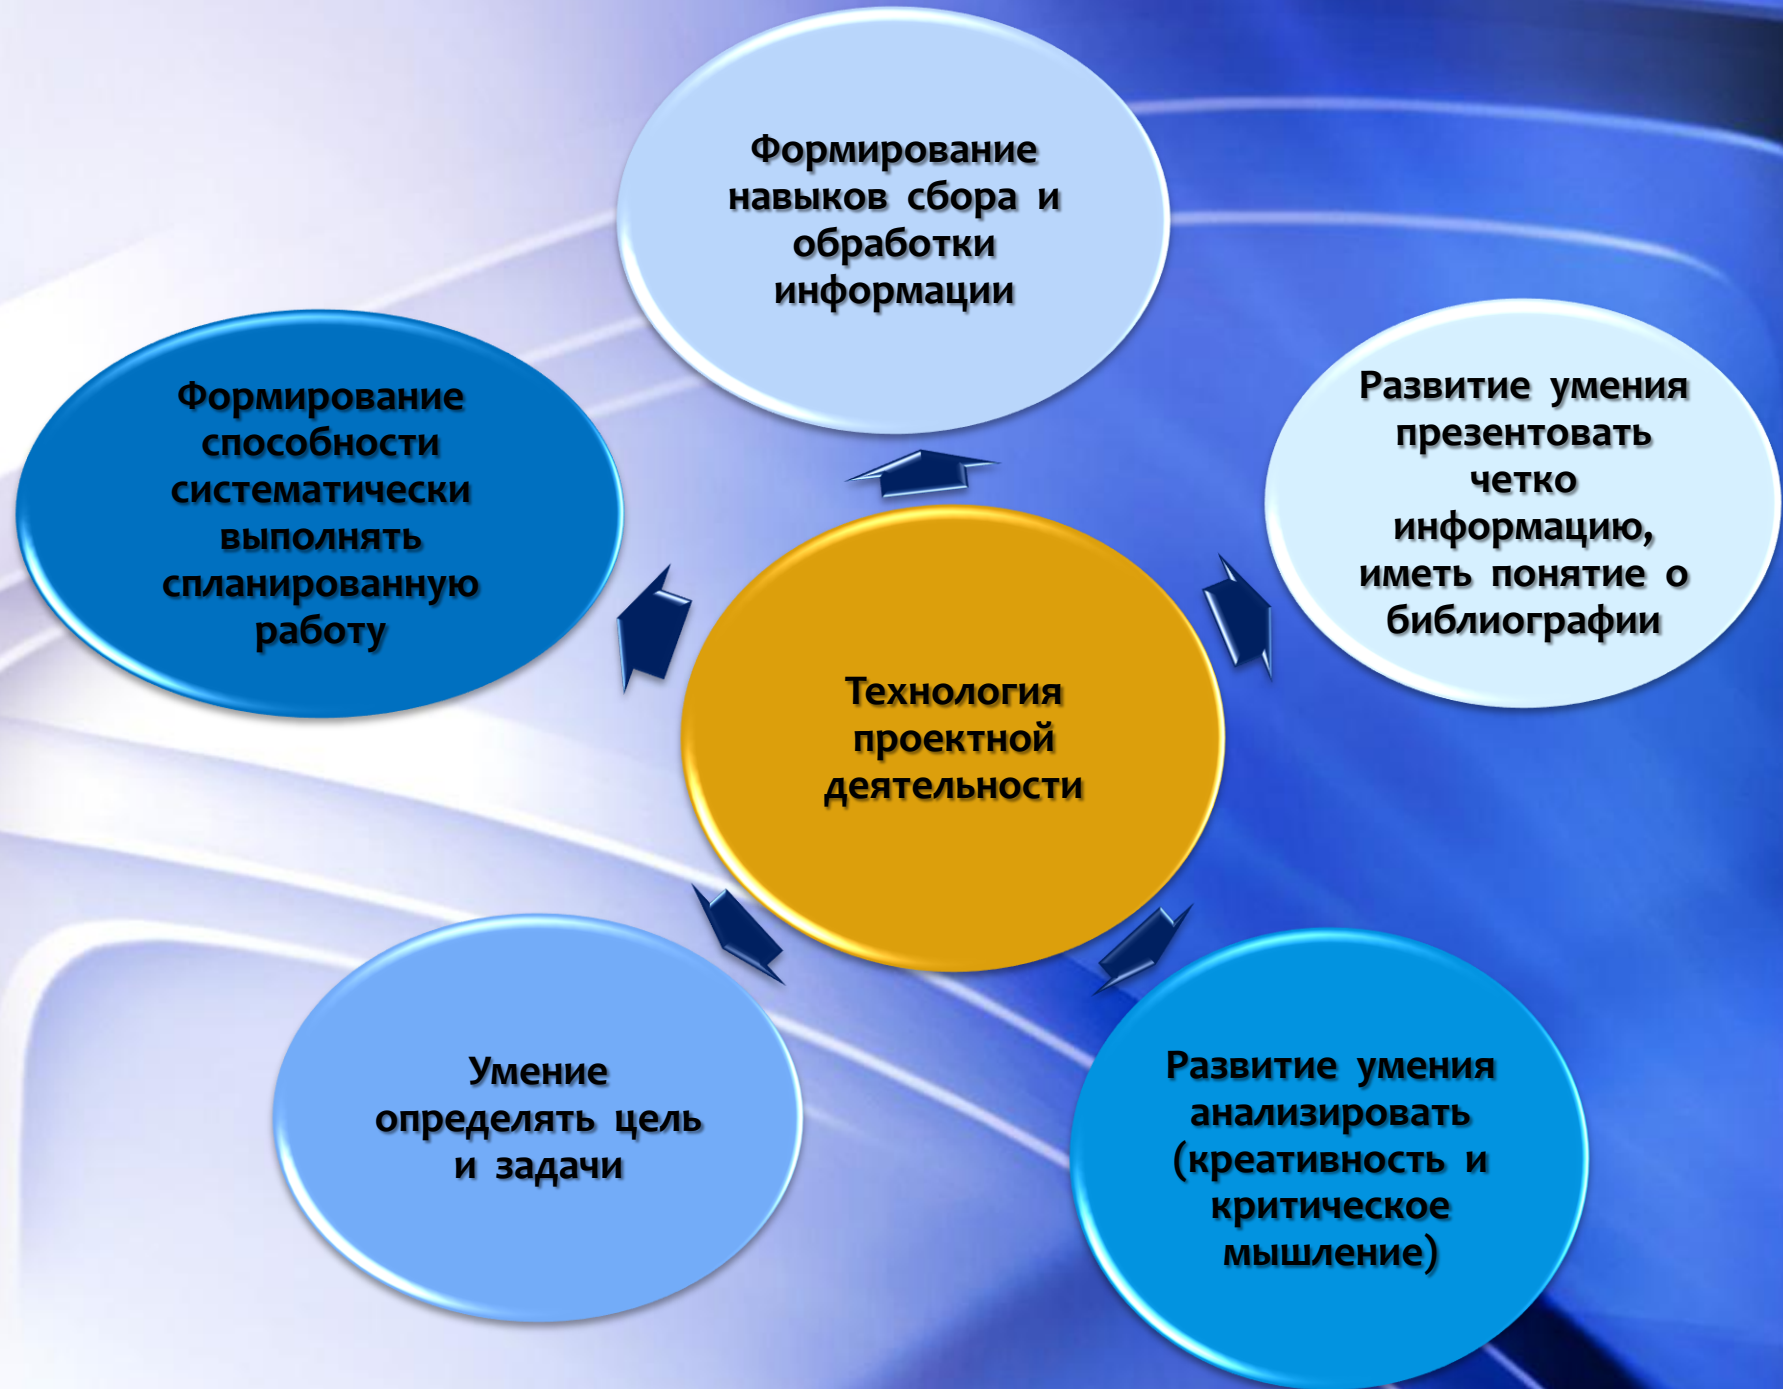 Формирование
навыков сбора и
обработки
информации
Формирование
способности
систематически
выполнять
спланированную
работу
Развитие умения
презентовать
четко
информацию,
иметь понятие о
библиографии
Технология
проектной
деятельности
Умение
определять цель
и задачи
Развитие умения
анализировать
(креативность и
критическое
мышление)